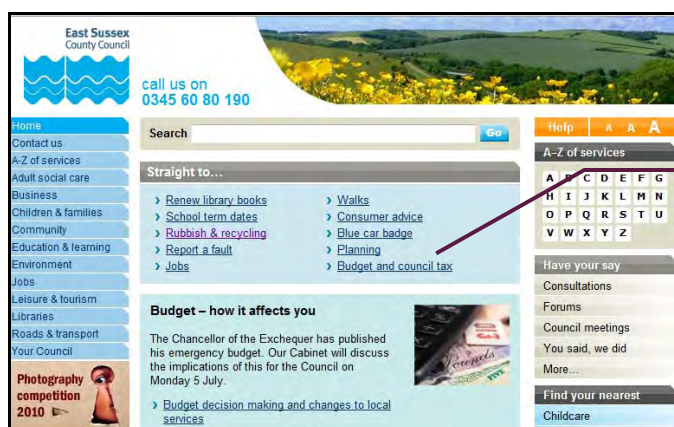 East Sussex
County Council
call us on
0345 60 80 190
Home
Contact us
A-Z of services
Adult social care
Business
Children & families
Community
Education & learning
Environment
Jobs
Leisure & tourism
Libraries
Roads & transport
Your Council
Photography
competition
2010
Search
Go
Straight to...
Renew library books
School term dates
Rubbish & recycling
Report a fault
Jobs
Walks
Consumer advice
Blue car badge
Planning
Budget and council tax
Budget – how it affects you
The Chancellor of the Exchequer has published
his emergency budget. Our Cabinet will discuss
the implications of this for the Council on
Monday 5 July.
Budget decision making and changes to local
services
Pounds
Help A A A
A–Z of services
A B C D E F G
H I J K L M N
O P Q R S T U
V W X Y Z
Have your say
Consultations
Forums
Council meetings
You said, we did
More...
Find your nearest
Childcare